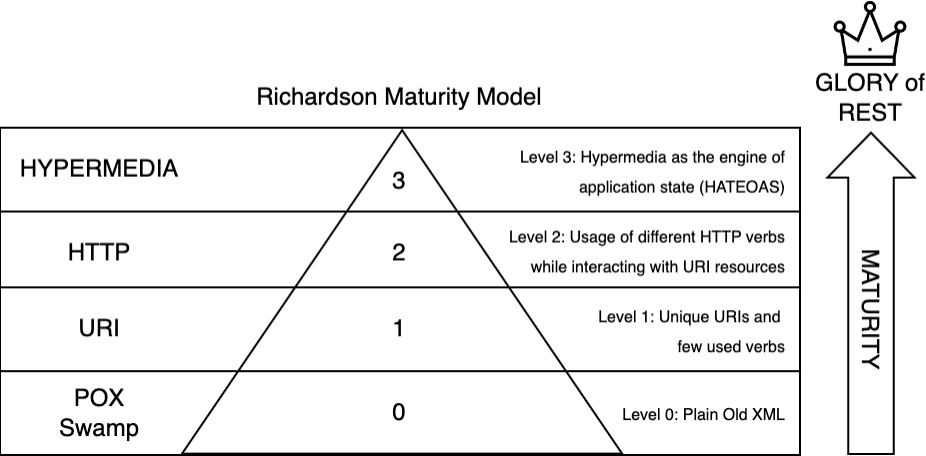 GLORY of
REST
Richardson Maturity Model
HYPERMEDIA
3
Level 3: Hypermedia as the engine of
application state (HATEOAS)
HTTP
2
Level 2: Usage of different HTTP verbs
while interacting with URI resources
URI
1
Level 1: Unique URIs and
few used verbs
POX
Swamp
0
Level 0: Plain Old XML
MATURITY